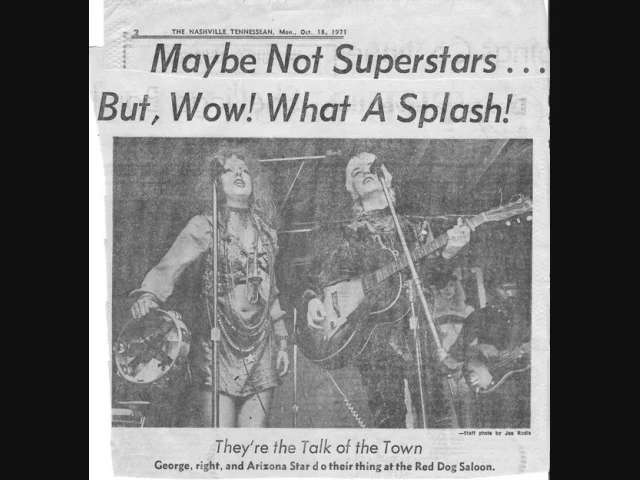 2 THE NASHVILLE TENNESSEAN, Mon., Oct. 18, 1971
Maybe Not Superstars . . .
But, Wow! What A Splash!
—Staff photo by Joe Rudis
They're the Talk of the Town
George, right, and Arizona Star do their thing at the Red Dog Saloon.